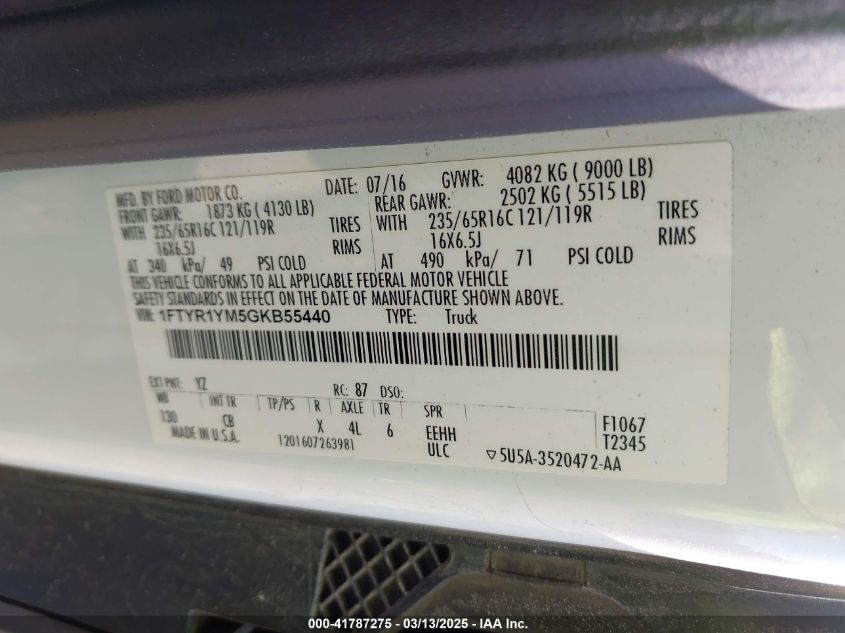 MFD. BY FORD MOTOR CO. DATE: 07/16 GVWR: 4082 KG ( 9000 LB)
FRONT GAWR: 1873 KG ( 4130 LB) REAR GAWR: 2502 KG ( 5515 LB)
WITH 235/65R16C 121/119R TIRES WITH 235/65R16C 121/119R TIRES
16X6.5J RIMS 16X6.5J RIMS
AT 340 kPa/ 49 PSI COLD AT 490 kPa/ 71 PSI COLD
THIS VEHICLE CONFORMS TO ALL APPLICABLE FEDERAL MOTOR VEHICLE
SAFETY STANDARDS IN EFFECT ON THE DATE OF MANUFACTURE SHOWN ABOVE.
VIN: 1FTYR1YM5GKB55440 TYPE: Truck
EXT PNT: YZ RC: 87 DSO:
WB INT TR TP/PS R AXLE TR SPR
130 CB X 4L 6 EEHH F1067
MADE IN U.S.A. 1201607263981 ULC T2345
▽5U5A-3520472-AA
000-41787275 - 03/13/2025 - IAA Inc.